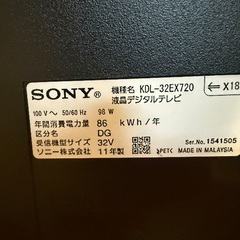 SONY® 機種名 KDL-32EX720
液晶デジタルテレビ
⇐X18
100 V～ 50/60 Hz 98 W
年間消費電力量 86 kWh/年
区分名 DG
受信機型サイズ 32V
ソニー株式会社 11年製
Ser.No. 1541505
MADE IN MALAYSIA